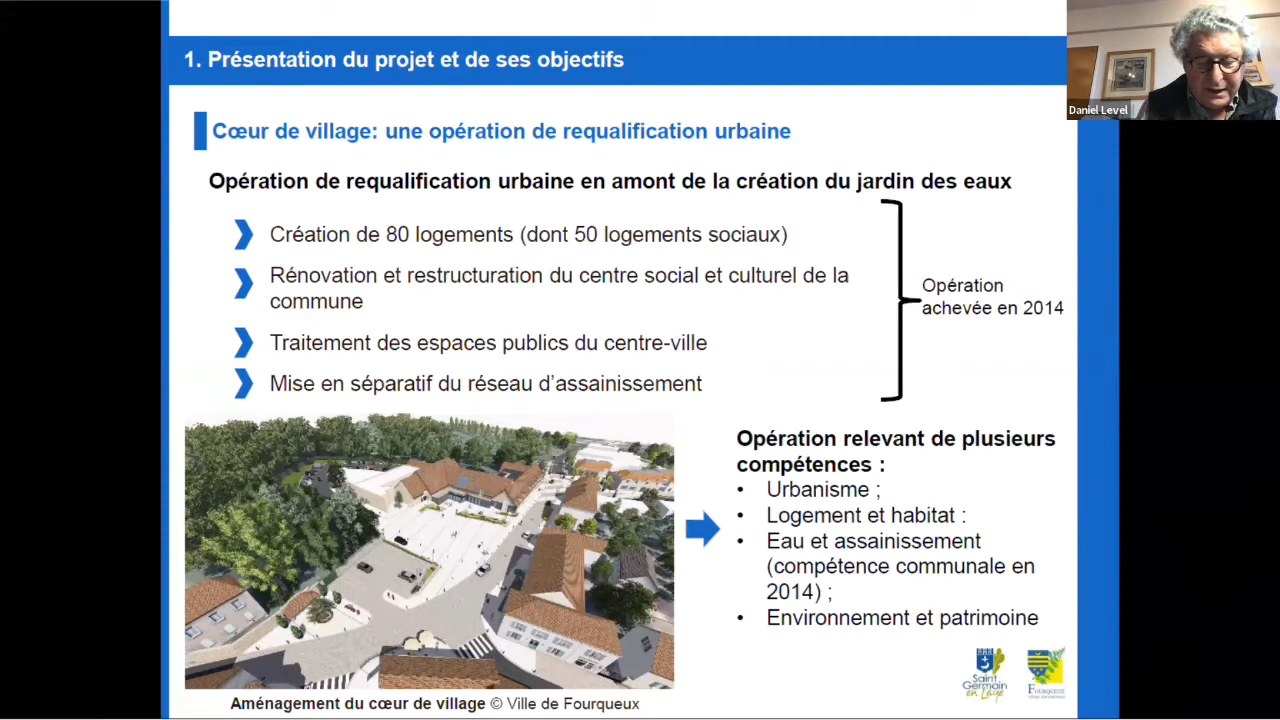 1. Présentation du projet et de ses objectifs
Daniel Level
Cœur de village: une opération de requalification urbaine
Opération de requalification urbaine en amont de la création du jardin des eaux
Création de 80 logements (dont 50 logements sociaux)
Rénovation et restructuration du centre social et culturel de la
commune
Traitement des espaces publics du centre-ville
Mise en séparatif du réseau d'assainissement
Opération
achevée en 2014
Opération relevant de plusieurs
compétences :
• Urbanisme ;
• Logement et habitat :
• Eau et assainissement
(compétence communale en
2014) ;
• Environnement et patrimoine
Saint
Germain
en Laye
Fourqueux
Aménagement du cœur de village © Ville de Fourqueux